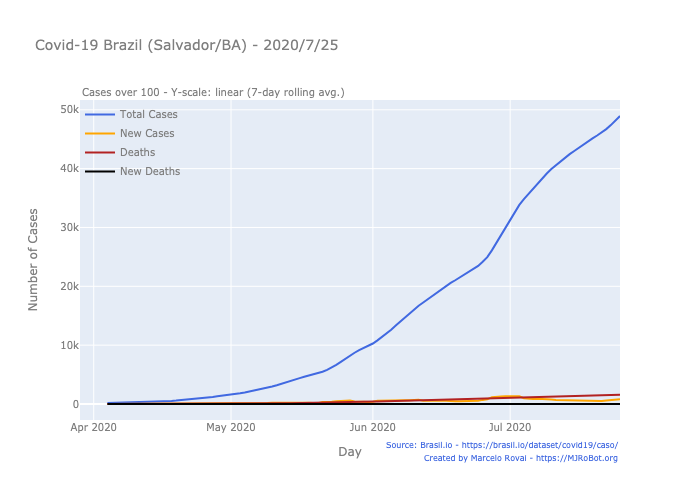 Covid-19 Brazil (Salvador/BA) - 2020/7/25
Cases over 100 - Y-scale: linear (7-day rolling avg.)
50k
Total Cases
New Cases
Deaths
New Deaths
40k
30k
20k
10k
0
Number of Cases
Apr 2020
May 2020
Jun 2020
Jul 2020
Day
Source: Brasil.io - https://brasil.io/dataset/covid19/caso/
Created by Marcelo Rovai - https://MJRoBot.org